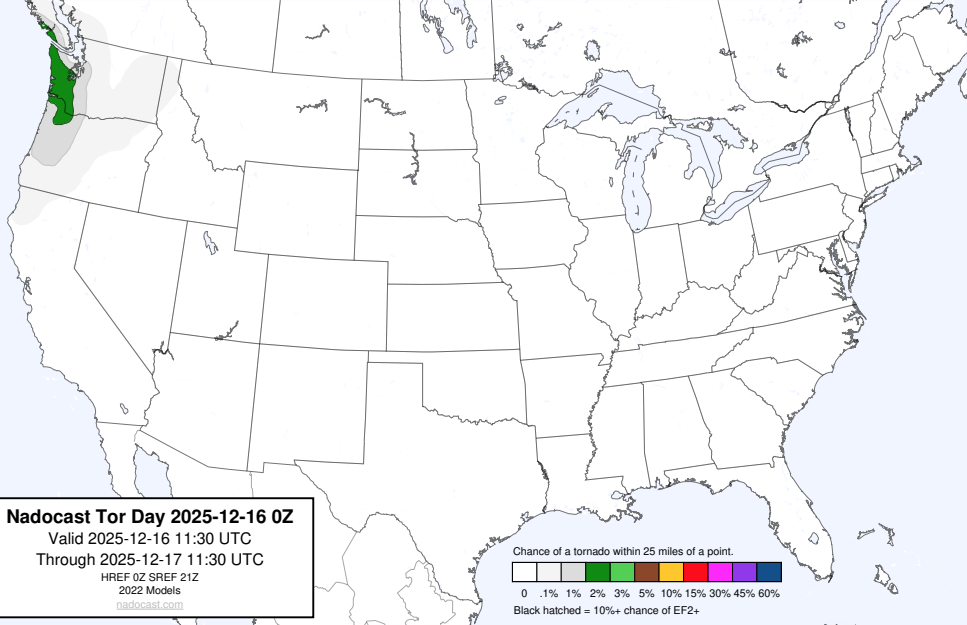 Nadocast Tor Day 2025-12-16 0Z
Valid 2025-12-16 11:30 UTC
Through 2025-12-17 11:30 UTC
HREF 0Z SREF 21Z
2022 Models
nadocast.com
Chance of a tornado within 25 miles of a point.
0 .1% 1% 2% 3% 5% 10% 15% 30% 45% 60%
Black hatched = 10%+ chance of EF2+